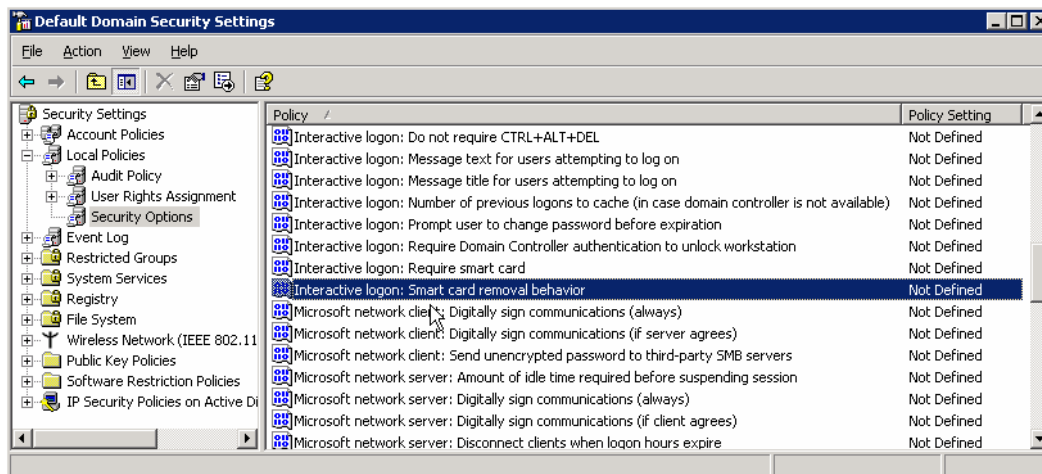 Default Domain Security Settings
File Action View Help
Security Settings
Account Policies
Local Policies
Audit Policy
User Rights Assignment
Security Options
Event Log
Restricted Groups
System Services
Registry
File System
Wireless Network (IEEE 802.11
Public Key Policies
Software Restriction Policies
IP Security Policies on Active Di
Policy Policy Setting
Interactive logon: Do not require CTRL+ALT+DEL Not Defined
Interactive logon: Message text for users attempting to log on Not Defined
Interactive logon: Message title for users attempting to log on Not Defined
Interactive logon: Number of previous logons to cache (in case domain controller is not available) Not Defined
Interactive logon: Prompt user to change password before expiration Not Defined
Interactive logon: Require Domain Controller authentication to unlock workstation Not Defined
Interactive logon: Require smart card Not Defined
Interactive logon: Smart card removal behavior Not Defined
Microsoft network client: Digitally sign communications (always) Not Defined
Microsoft network client: Digitally sign communications (if server agrees) Not Defined
Microsoft network client: Send unencrypted password to third-party SMB servers Not Defined
Microsoft network server: Amount of idle time required before suspending session Not Defined
Microsoft network server: Digitally sign communications (always) Not Defined
Microsoft network server: Digitally sign communications (if client agrees) Not Defined
Microsoft network server: Disconnect clients when logon hours expire Not Defined